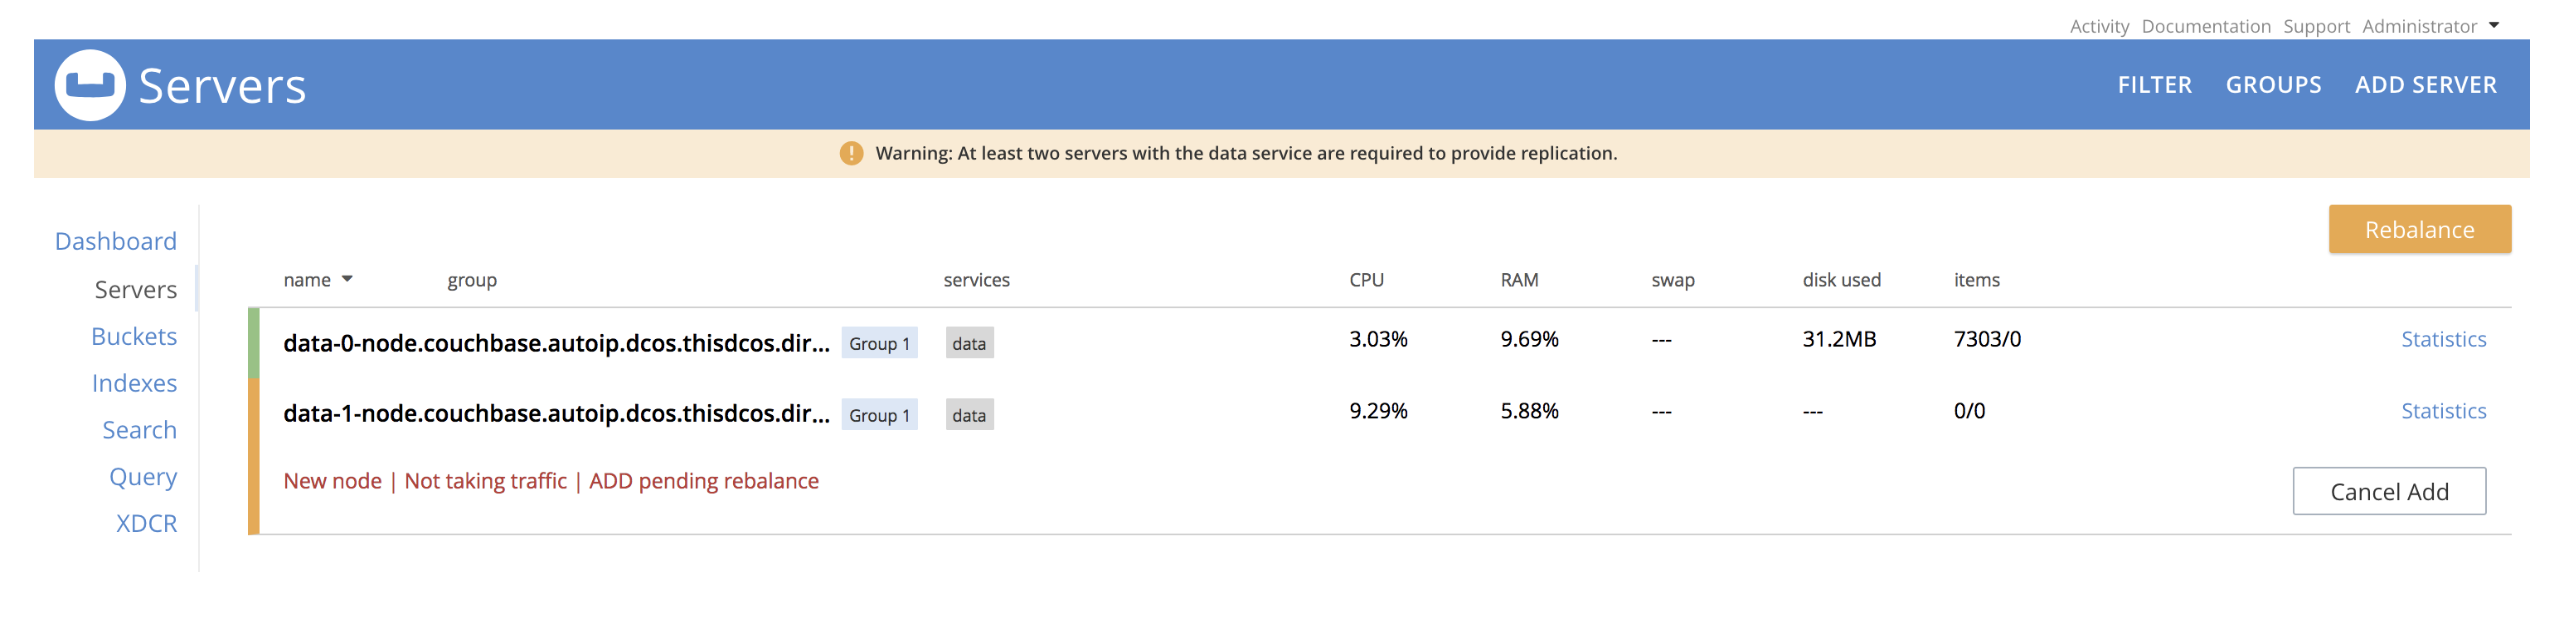 Activity Documentation Support Administrator
Servers FILTER GROUPS ADD SERVER
Warning: At least two servers with the data service are required to provide replication.
Rebalance
Dashboard
Servers
Buckets
Indexes
Search
Query
XDCR
name group services CPU RAM swap disk used items
data-0-node.couchbase.autoip.dcos.thisdcos.dir... Group 1 data 3.03% 9.69% --- 31.2MB 7303/0 Statistics
data-1-node.couchbase.autoip.dcos.thisdcos.dir... Group 1 data 9.29% 5.88% --- --- 0/0 Statistics
New node | Not taking traffic | ADD pending rebalance Cancel Add